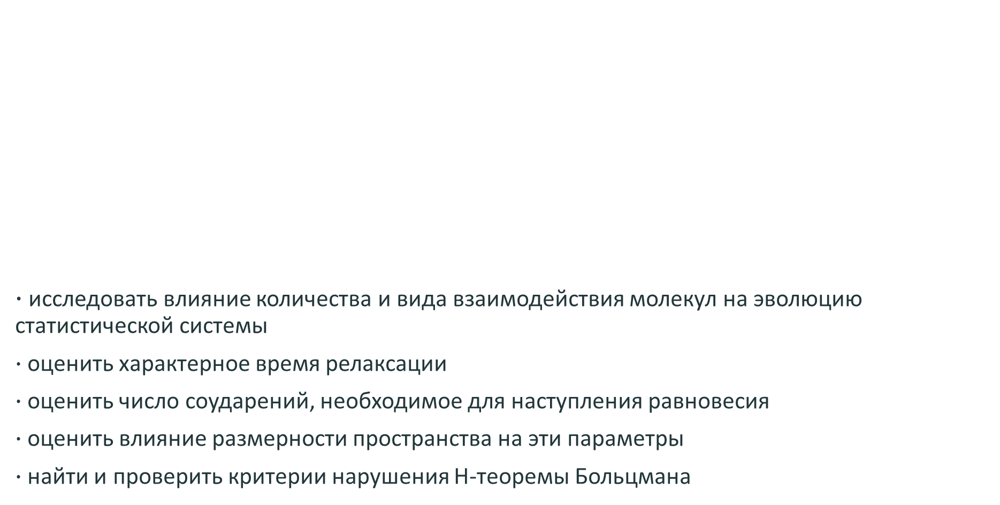 · исследовать влияние количества и вида взаимодействия молекул на эволюцию
статистической системы
· оценить характерное время релаксации
· оценить число соударений, необходимое для наступления равновесия
· оценить влияние размерности пространства на эти параметры
· найти и проверить критерии нарушения Н-теоремы Больцмана